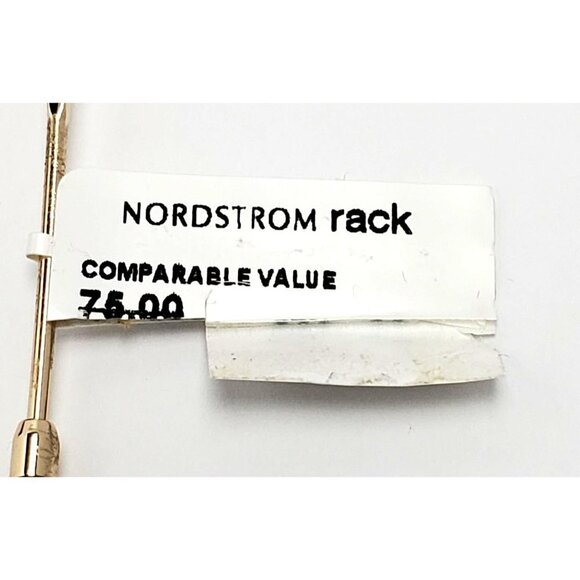 NORDSTROM rack
COMPARABLE VALUE
75.00